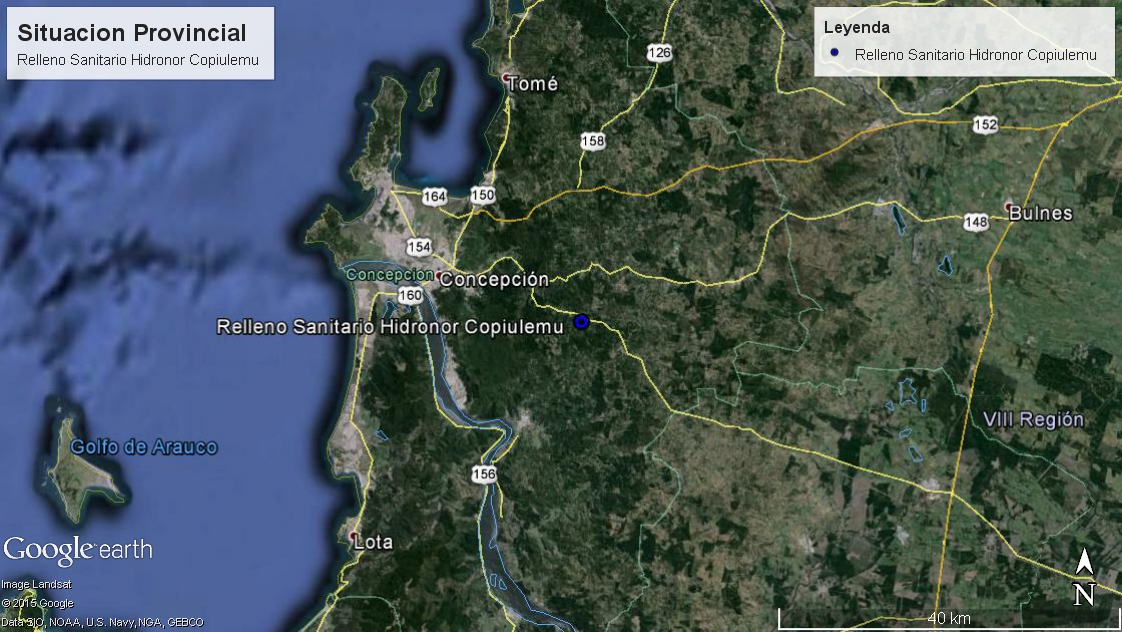 Situacion Provincial
Relleno Sanitario Hidronor Copiulemu
Leyenda
Relleno Sanitario Hidronor Copiulemu
126
Tomé
152
158
164
150
148
Bulnes
154
Concepcion
Concepción
160
Relleno Sanitario Hidronor Copiulemu
VIII Región
Golfo de Arauco
156
Lota
Google earth
Image Landsat
© 2015 Google
Data SIO, NOAA, U.S. Navy, NGA, GEBCO
N
40 km